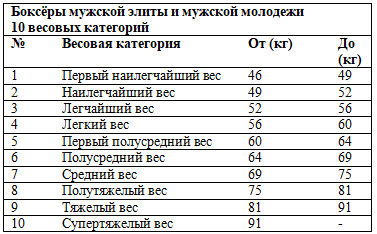 Боксёры мужской элиты и мужской молодежи
10 весовых категорий
№ Весовая категория От (кг) До (кг)
1 Первый наилегчайший вес 46 49
2 Наилегчайший вес 49 52
3 Легчайший вес 52 56
4 Легкий вес 56 60
5 Первый полусредний вес 60 64
6 Полусредний вес 64 69
7 Средний вес 69 75
8 Полутяжелый вес 75 81
9 Тяжелый вес 81 91
10 Супертяжелый вес 91 -